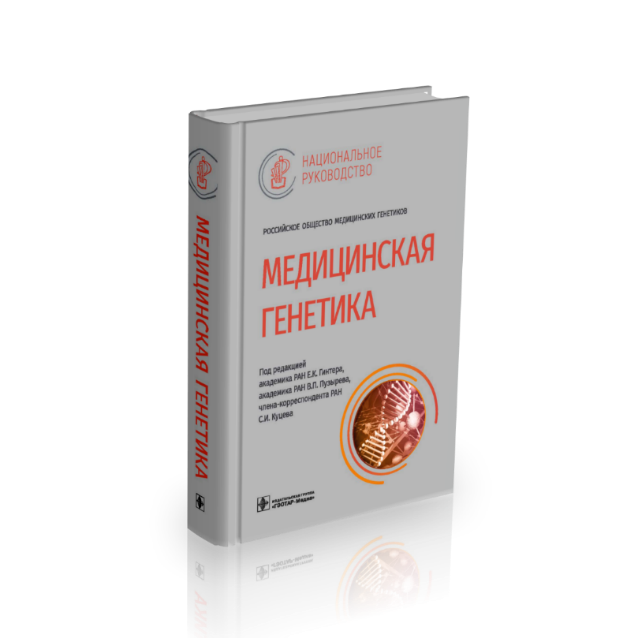 НАЦИОНАЛЬНОЕ
РУКОВОДСТВО
РОССИЙСКОЕ ОБЩЕСТВО МЕДИЦИНСКИХ ГЕНЕТИКОВ
МЕДИЦИНСКАЯ
ГЕНЕТИКА
Под редакцией
академика РАН Е.К. Гинтера,
академика РАН В.П. Пузырева,
члена-корреспондента РАН
С.И. Куцева
ИЗДАТЕЛЬСКАЯ ГРУППА
«ГЭОТАР-Медиа»
МЕДИЦИНСКАЯ ГЕНЕТИКА